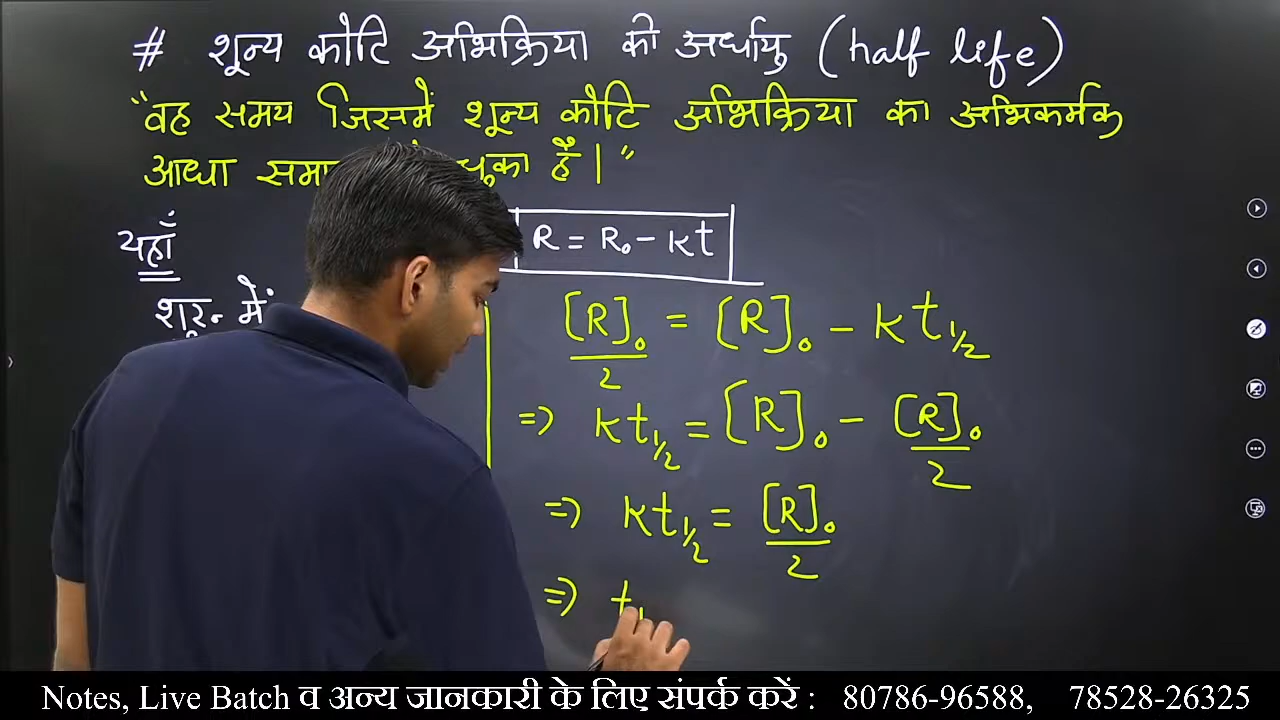 # शून्य कोटि अभिक्रिया की अर्धायु (half life)
"वह समय जिसमें शून्य कोटि अभिक्रिया का अभिकर्मक
आधा चुका है।"
यहाँ
R = R₀ - Kt
शुरू में
[R]₀/2 = [R]₀ - Kt1/2
=> Kt1/2 = [R]₀ - [R]₀/2
=> Kt1/2 = [R]₀/2
=> t
Notes, Live Batch व अन्य जानकारी के लिए संपर्क करें : 80786-96588, 78528-26325